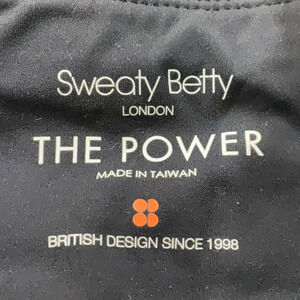 Sweaty Betty
LONDON
THE POWER
MADE IN TAIWAN
BRITISH DESIGN SINCE 1998